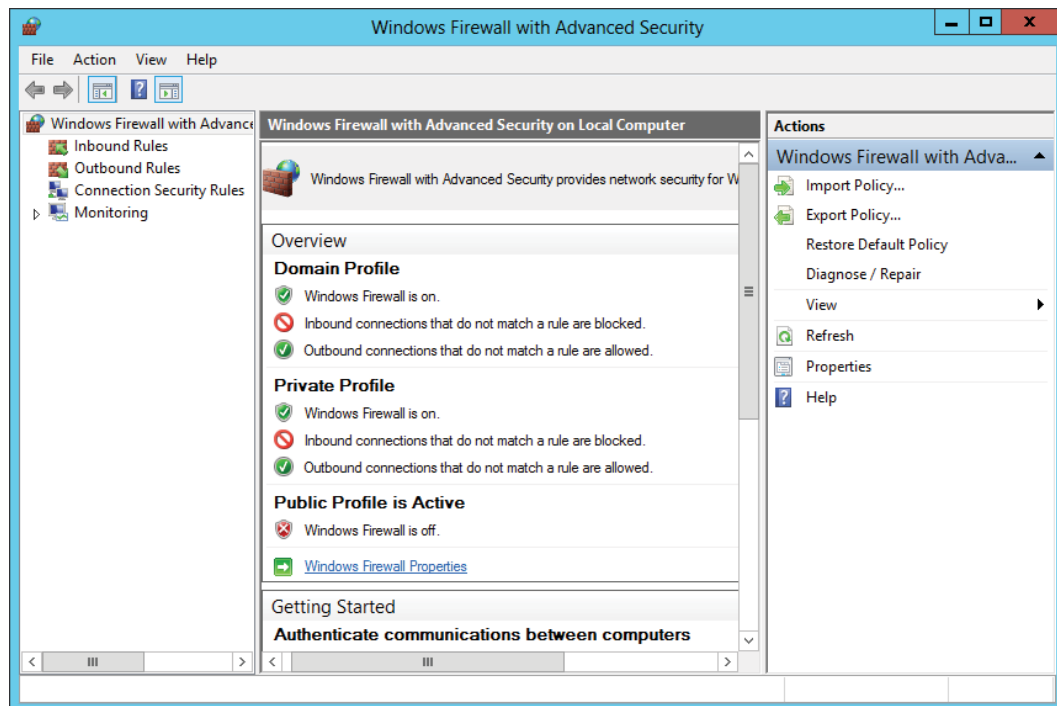 Windows Firewall with Advanced Security
File Action View Help
Windows Firewall with Advance
Inbound Rules
Outbound Rules
Connection Security Rules
Monitoring
Windows Firewall with Advanced Security on Local Computer
Windows Firewall with Advanced Security provides network security for W
Overview
Domain Profile
Windows Firewall is on.
Inbound connections that do not match a rule are blocked.
Outbound connections that do not match a rule are allowed.
Private Profile
Windows Firewall is on.
Inbound connections that do not match a rule are blocked.
Outbound connections that do not match a rule are allowed.
Public Profile is Active
Windows Firewall is off.
Windows Firewall Properties
Getting Started
Authenticate communications between computers
Actions
Windows Firewall with Adva...
Import Policy...
Export Policy...
Restore Default Policy
Diagnose / Repair
View
Refresh
Properties
Help